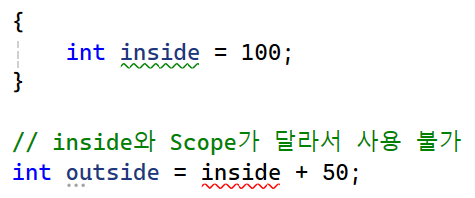 {
    int inside = 100;
}
// inside와 Scope가 달라서 사용 불가
int outside = inside + 50;